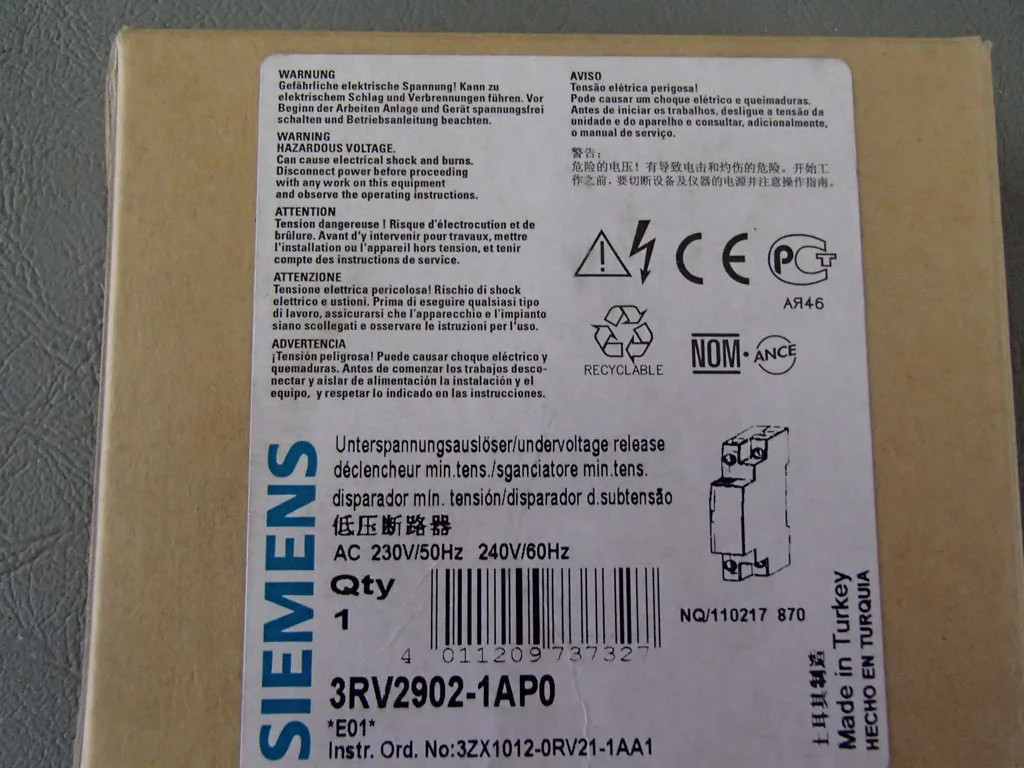 WARNUNG
Gefährliche elektrische Spannung! Kann zu
elektrischem Schlag und Verbrennungen führen. Vor
Beginn der Arbeiten Anlage und Gerät spannungsfrei
schalten und Betriebsanleitung beachten.
WARNING
HAZARDOUS VOLTAGE.
Can cause electrical shock and burns.
Disconnect power before proceeding
with any work on this equipment
and observe the operating instructions.
ATTENTION
Tension dangereuse ! Risque d'électrocution et de
brûlure. Avant d'y intervenir pour travaux, mettre
l'installation ou l'appareil hors tension, et tenir
compte des instructions de service.
ATTENZIONE
Tensione elettrica pericolosa! Rischio di shock
elettrico e ustioni. Prima di eseguire qualsiasi tipo
di lavoro, assicurarsi che l'apparecchio e l'impianto
siano scollegati e osservare le istruzioni per l'uso.
ADVERTENCIA
¡Tensión peligrosa! Puede causar choque eléctrico y
quemaduras. Antes de comenzar los trabajos desco-
nectar y aislar de alimentación la instalación y el
equipo, y respetar lo indicado en las instrucciones.
AVISO
Tensão elétrica perigosa!
Pode causar um choque elétrico e queimaduras.
Antes de iniciar os trabalhos, desligue a tensão da
unidade e do aparelho e consultar, adicionalmente,
o manual de serviço.
警告:
危险的电压! 有导致电击和灼伤的危险。开始工
作之前, 要切断设备及仪器的电源并注意操作指南。
CE
РСТ
АЯ46
RECYCLABLE
NOM·ANCE
SIEMENS
Unterspannungsauslöser/undervoltage release
déclencheur min.tens./sganciatore min.tens.
disparador mín. tensión/disparador d.subtensão
低压断路器
AC 230V/50Hz 240V/60Hz
Qty
1
4 011209 737327
NQ/110217 870
3RV2902-1AP0
*E01*
Instr. Ord. No:3ZX1012-0RV21-1AA1
土耳其制造
Made in Turkey
HECHO EN TURQUIA